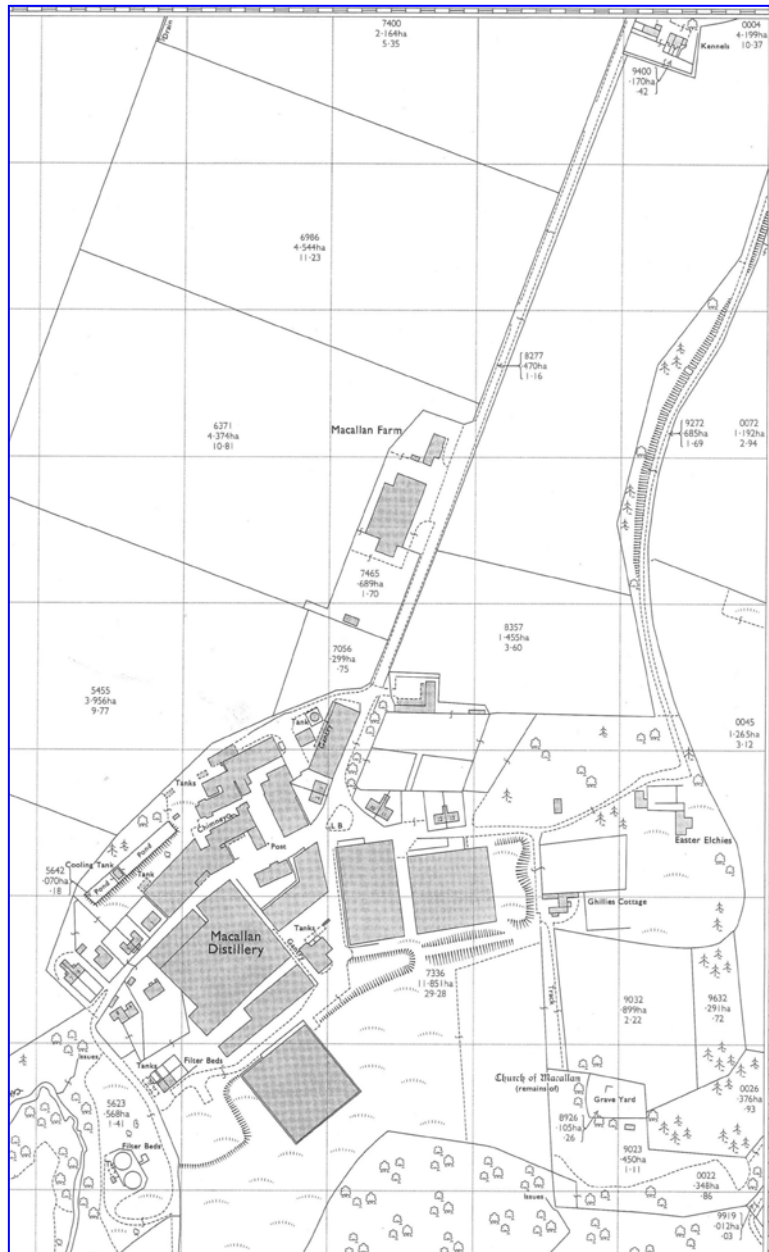 Drain
7400
2·164ha
5·35
0004
4·199ha
10·37
Kennels
9400
·170ha
·42
6986
4·544ha
11·23
8277
·470ha
1·16
6371
4·374ha
10·81
Macallan Farm
9272
·685ha
1·69
0072
1·192ha
2·94
7465
·689ha
1·70
8357
1·455ha
3·60
7056
·299ha
·75
5455
3·956ha
9·77
0045
1·265ha
3·12
Tank
Gantry
Tanks
Chimney
L B
Post
Easter Elchies
Cooling Tank
Pond
Pond
5642
·070ha
·18
Tank
Ghillies Cottage
Macallan
Distillery
Tanks
Gantry
7336
11·851ha
29·28
Track
9032
·899ha
2·22
9632
·291ha
·72
Issues
Tanks
Filter Beds
Church of Macallan
(remains of)
Grave Yard
0026
·376ha
·93
5623
·568ha
1·41
8926
·105ha
·26
Filter Beds
9023
·450ha
1·11
0022
·348ha
·86
Issues
9919
·012ha
·03